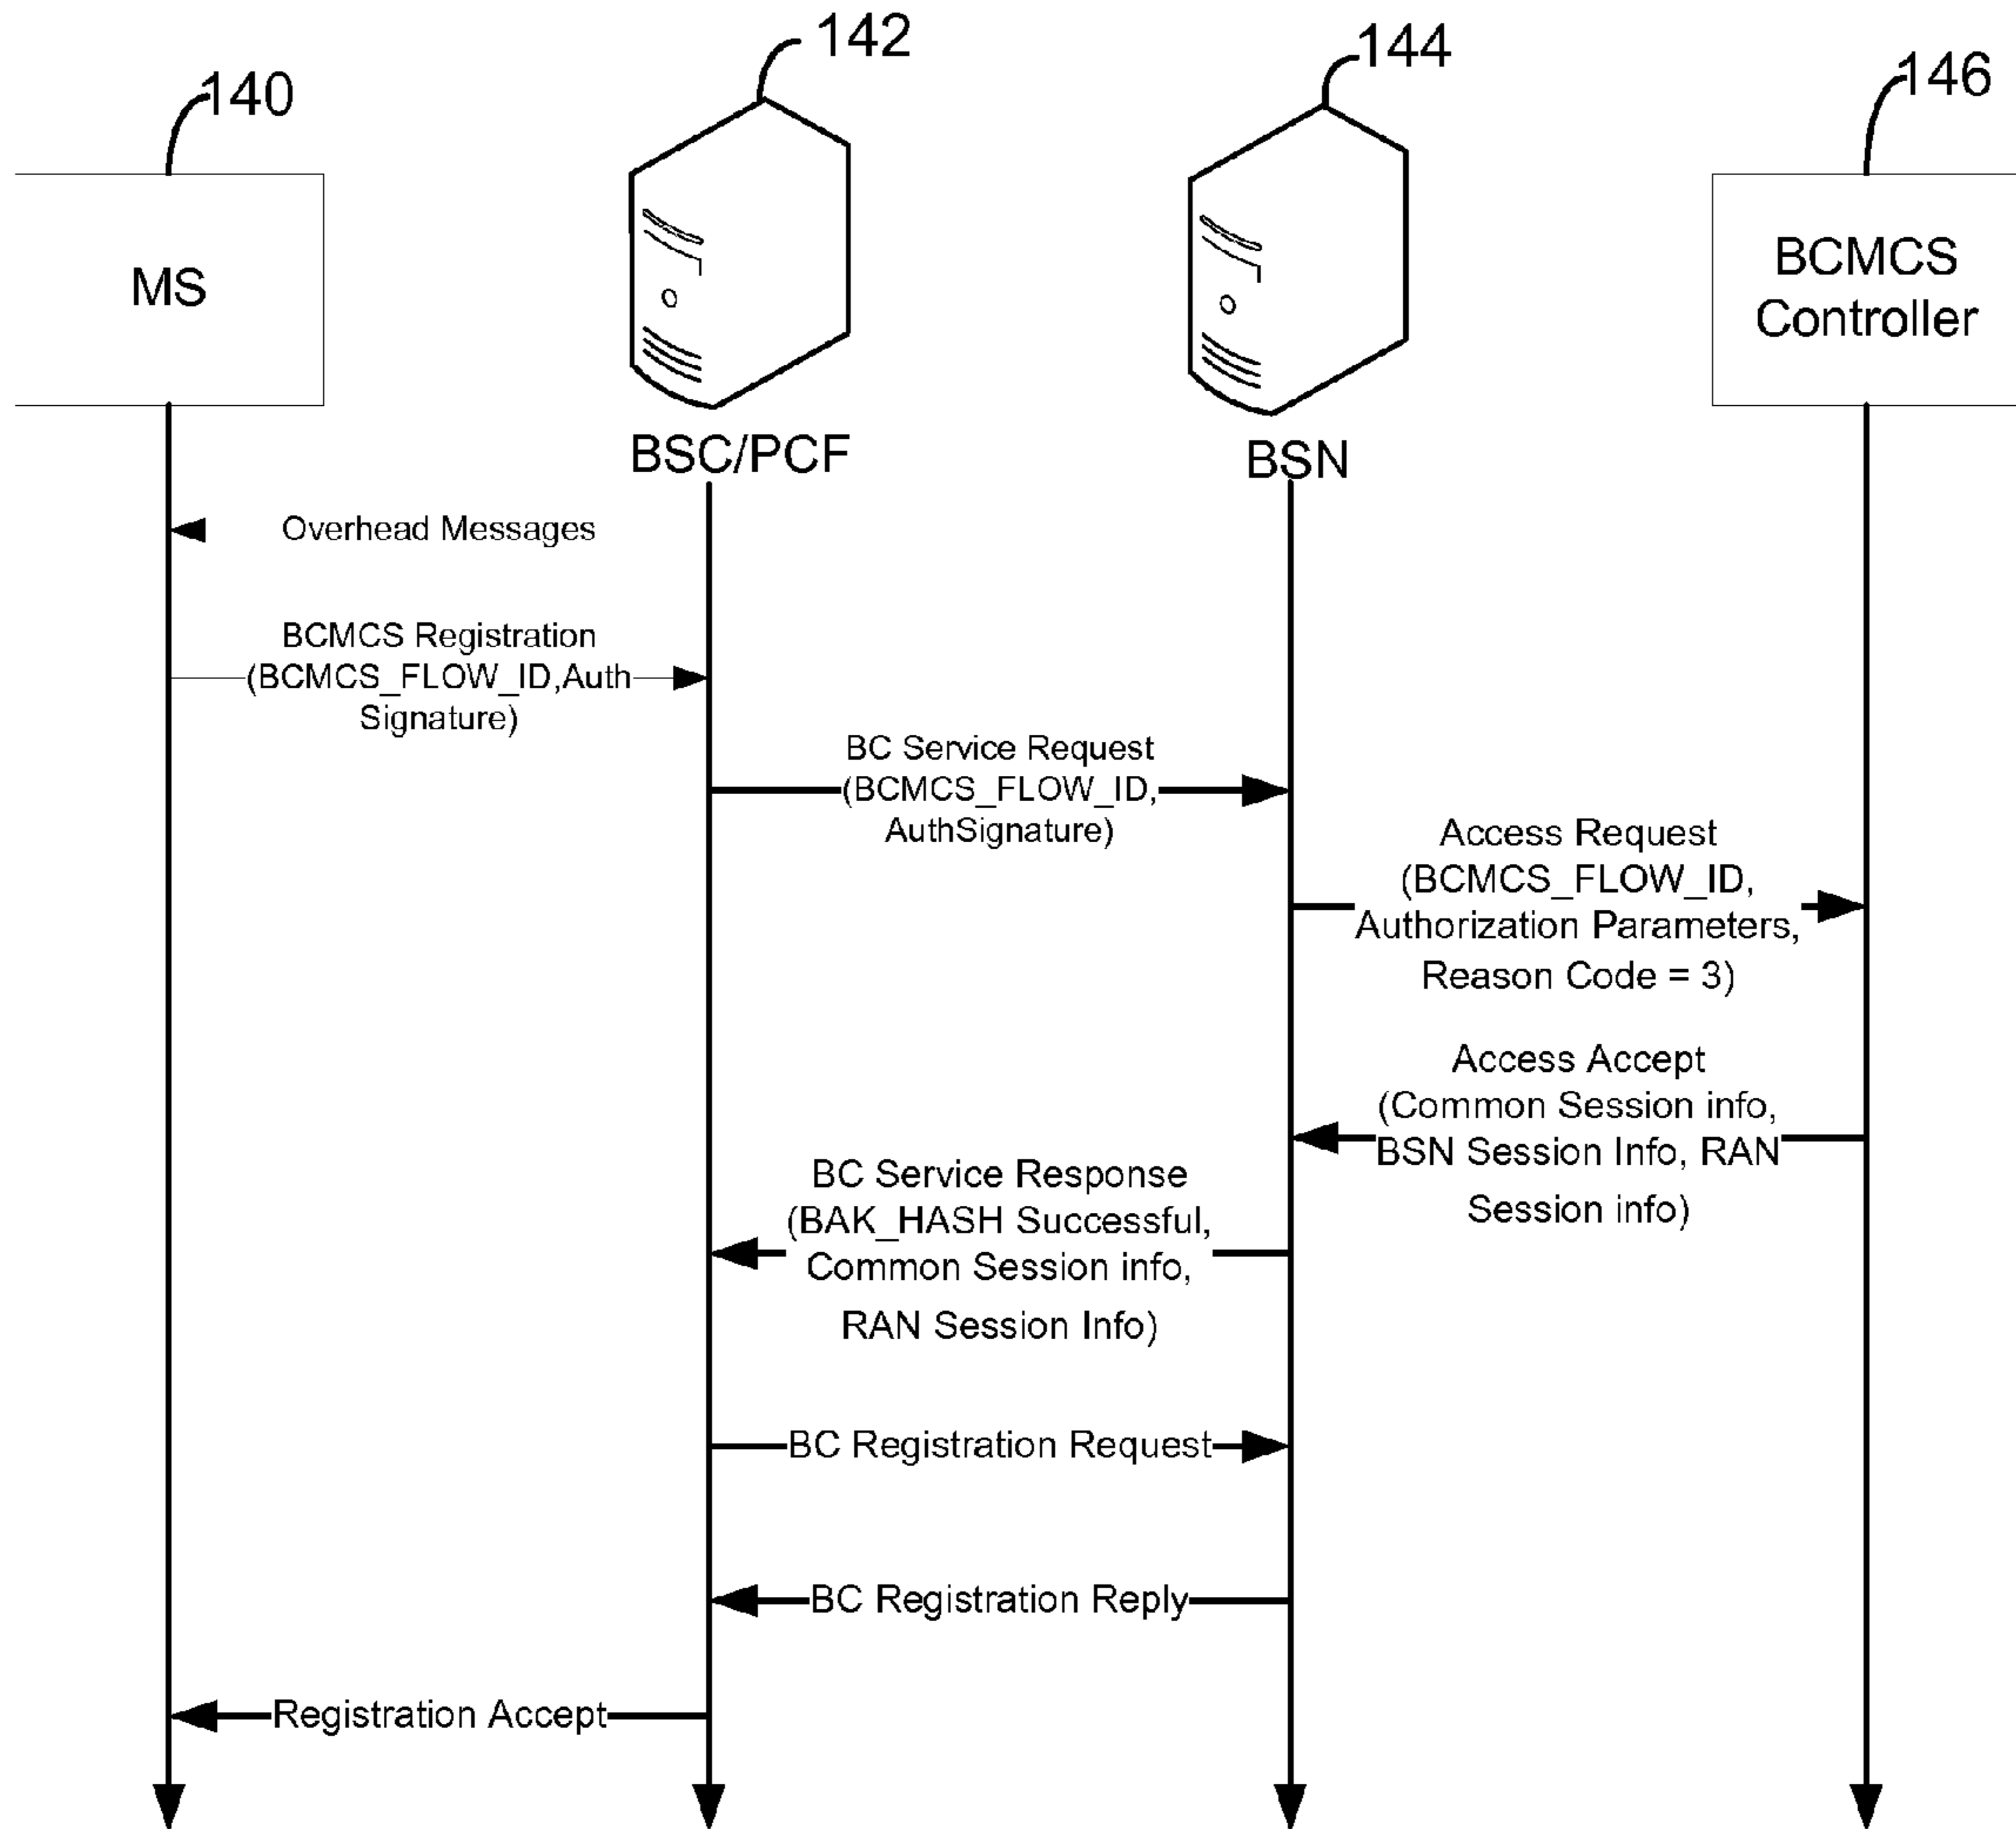 140
142
144
146
MS
BCMCS
Controller
BSC/PCF
BSN
Overhead Messages
BCMCS Registration
(BCMCS_FLOW_ID,Auth
Signature)
BC Service Request
(BCMCS_FLOW_ID,
AuthSignature)
Access Request
(BCMCS_FLOW_ID,
Authorization Parameters,
Reason Code = 3)
Access Accept
(Common Session info,
BSN Session Info, RAN
Session info)
BC Service Response
(BAK_HASH Successful,
Common Session info,
RAN Session Info)
BC Registration Request
BC Registration Reply
Registration Accept